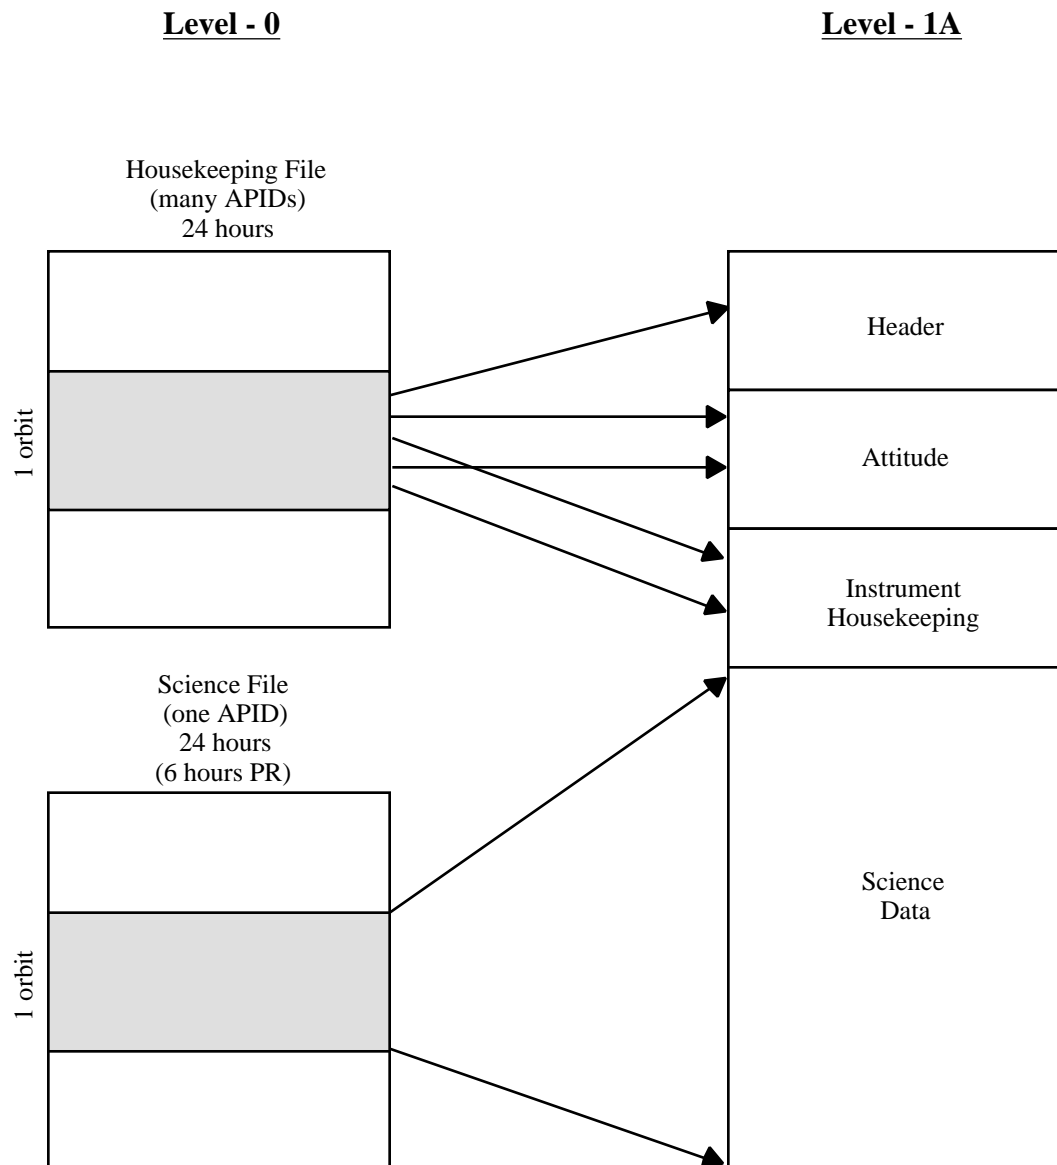 Level - 0
Level - 1A
Housekeeping File
(many APIDs)
24 hours
1 orbit
Header
Attitude
Instrument
Housekeeping
Science File
(one APID)
24 hours
(6 hours PR)
1 orbit
Science
Data